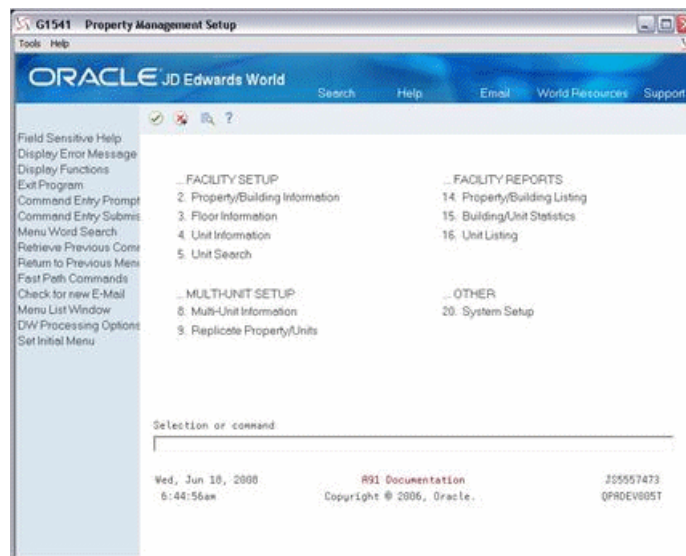 G1541 Property Management Setup
Tools Help
ORACLE JD Edwards World
Search Help Email World Resources Support
Field Sensitive Help
Display Error Message
Display Functions
Exit Program
Command Entry Prompt
Command Entry Submis
Menu Word Search
Retrieve Previous Com
Return to Previous Men
Fast Path Commands
Check for new E-Mail
Menu List Window
DW Processing Options
Set Initial Menu
... FACILITY SETUP
2. Property/Building Information
3. Floor Information
4. Unit Information
5. Unit Search
... MULTI-UNIT SETUP
8. Multi-Unit Information
9. Replicate Property/Units
... FACILITY REPORTS
14. Property/Building Listing
15. Building/Unit Statistics
16. Unit Listing
... OTHER
20. System Setup
Selection or command
Wed, Jun 18, 2008 A91 Documentation JS5557473
6:44:56am Copyright © 2006, Oracle. QPADEV005T